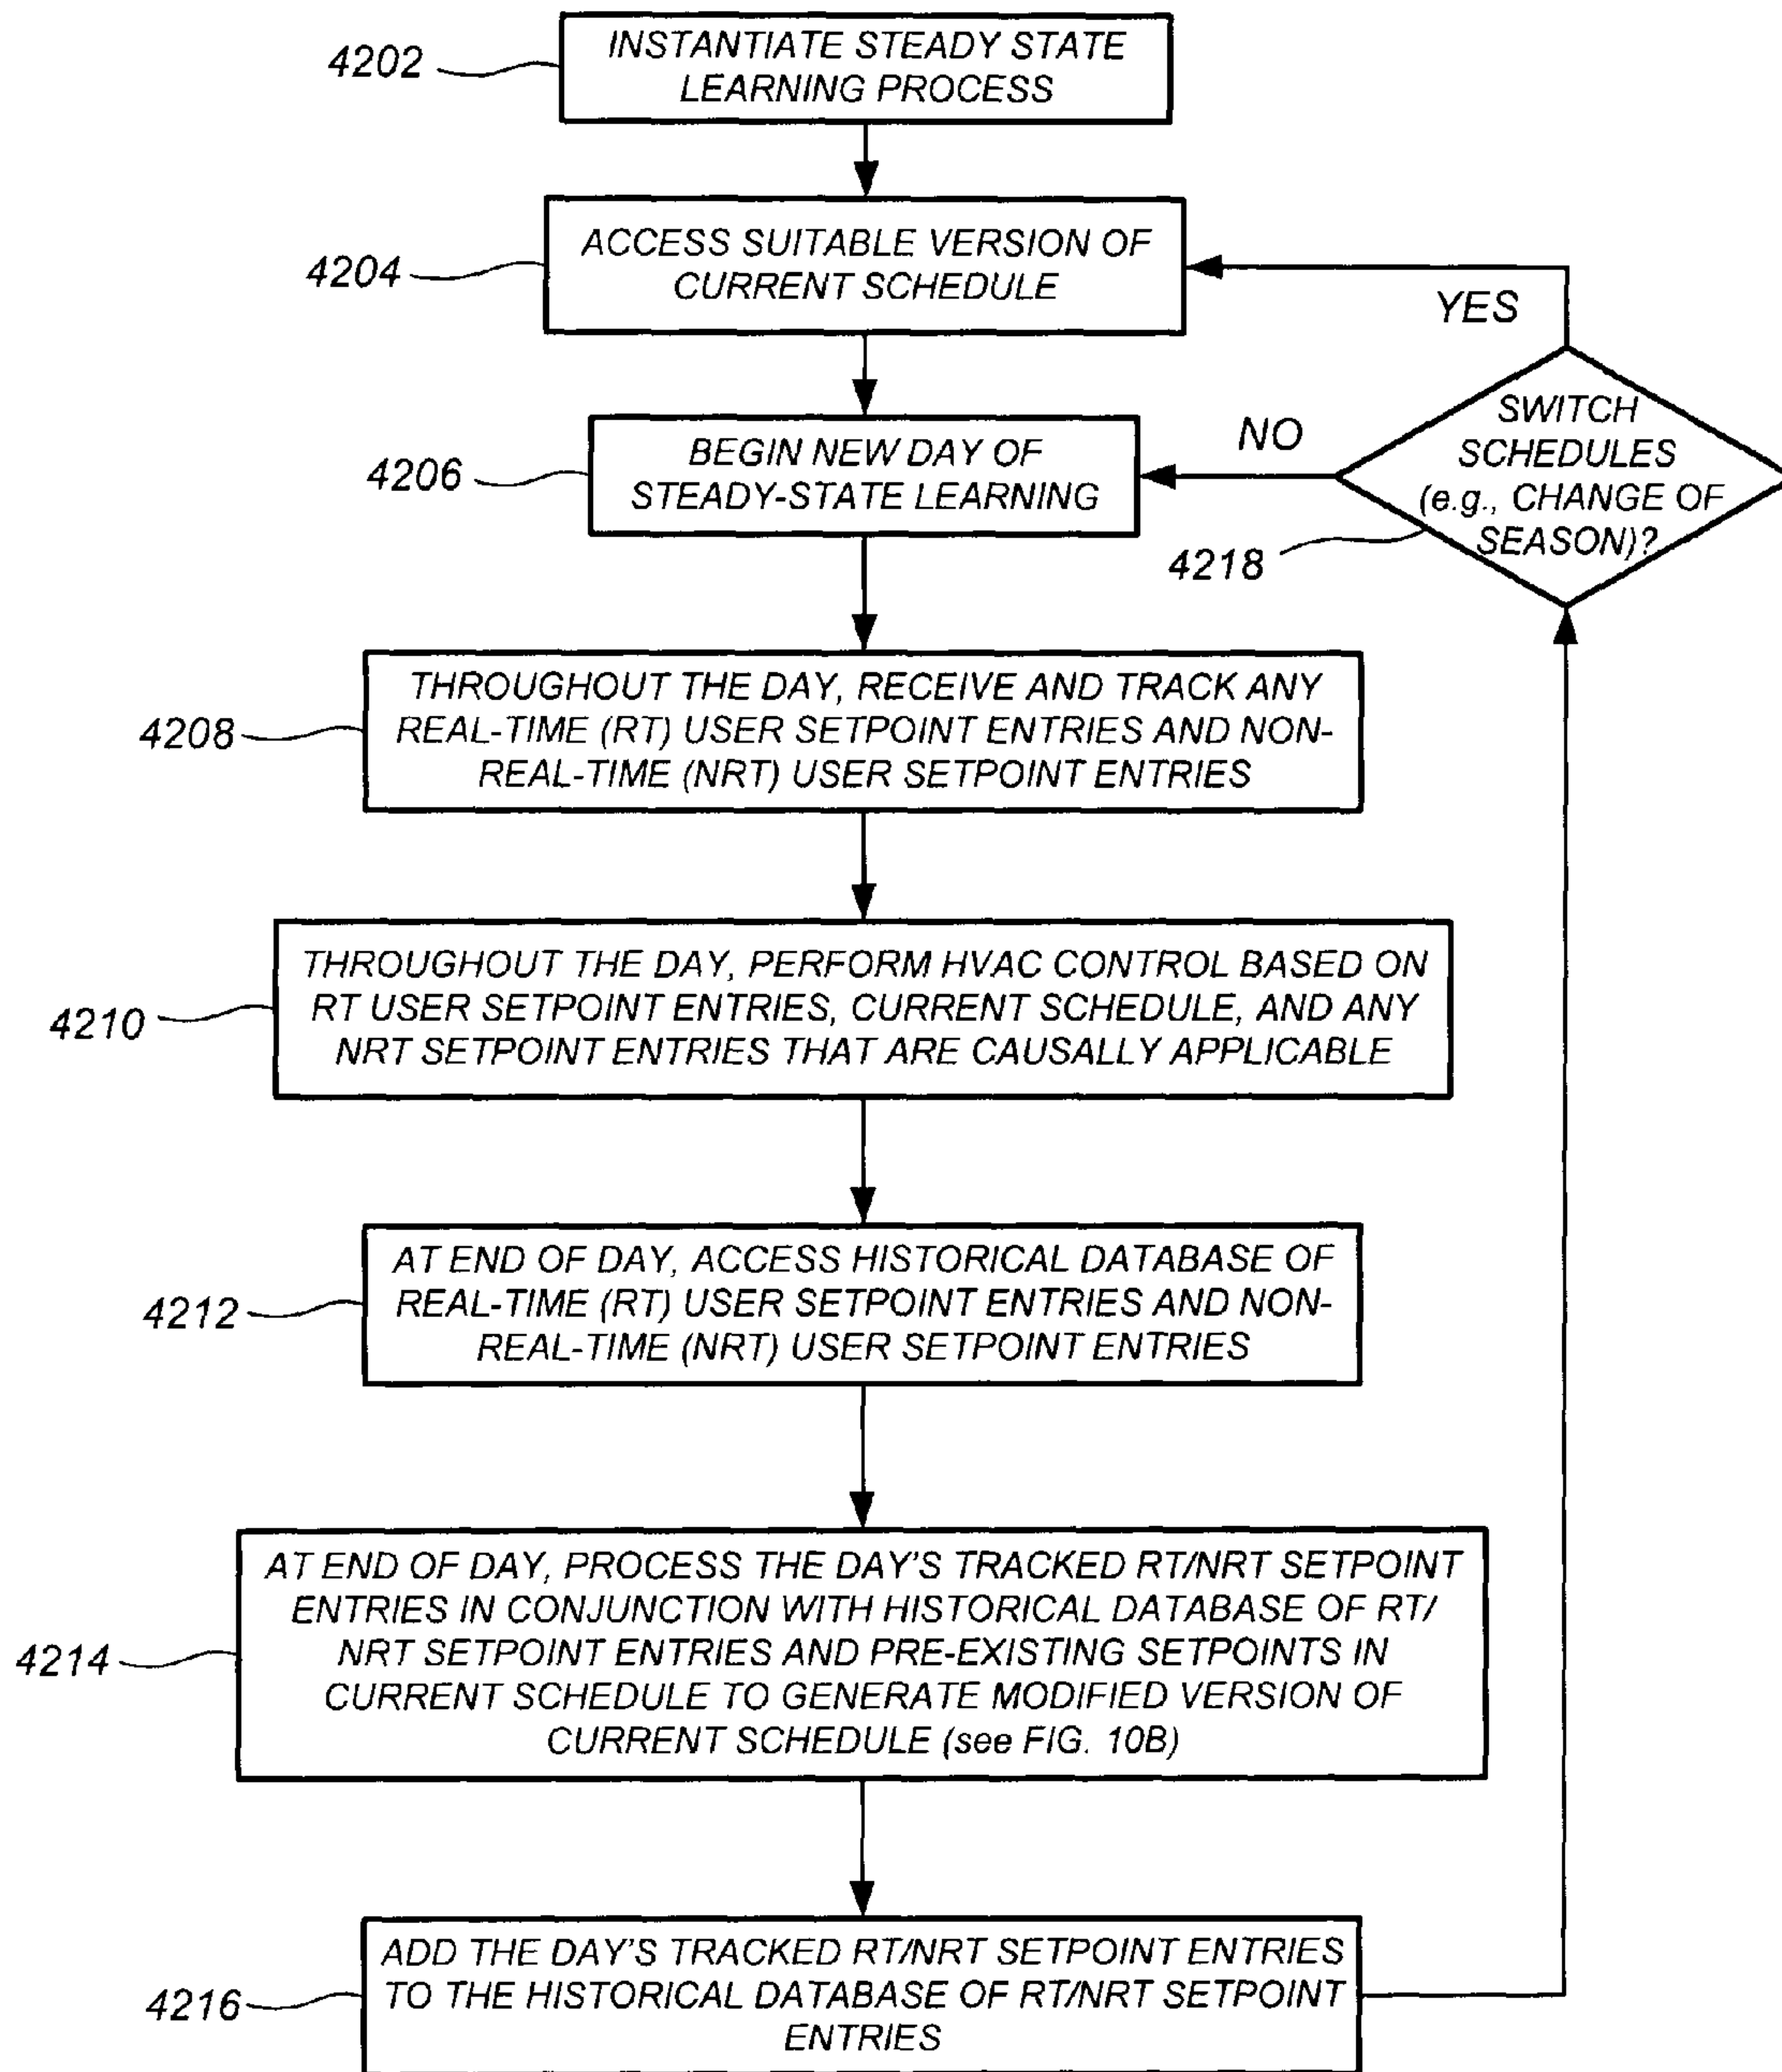 4202
INSTANTIATE STEADY STATE
LEARNING PROCESS
4204
ACCESS SUITABLE VERSION OF
CURRENT SCHEDULE
YES
4206
BEGIN NEW DAY OF
STEADY-STATE LEARNING
NO
SWITCH
SCHEDULES
(e.g., CHANGE OF
SEASON)?
4218
4208
THROUGHOUT THE DAY, RECEIVE AND TRACK ANY
REAL-TIME (RT) USER SETPOINT ENTRIES AND NON-
REAL-TIME (NRT) USER SETPOINT ENTRIES
4210
THROUGHOUT THE DAY, PERFORM HVAC CONTROL BASED ON
RT USER SETPOINT ENTRIES, CURRENT SCHEDULE, AND ANY
NRT SETPOINT ENTRIES THAT ARE CAUSALLY APPLICABLE
4212
AT END OF DAY, ACCESS HISTORICAL DATABASE OF
REAL-TIME (RT) USER SETPOINT ENTRIES AND NON-
REAL-TIME (NRT) USER SETPOINT ENTRIES
4214
AT END OF DAY, PROCESS THE DAY'S TRACKED RT/NRT SETPOINT
ENTRIES IN CONJUNCTION WITH HISTORICAL DATABASE OF RT/
NRT SETPOINT ENTRIES AND PRE-EXISTING SETPOINTS IN
CURRENT SCHEDULE TO GENERATE MODIFIED VERSION OF
CURRENT SCHEDULE (see FIG. 10B)
4216
ADD THE DAY'S TRACKED RT/NRT SETPOINT ENTRIES
TO THE HISTORICAL DATABASE OF RT/NRT SETPOINT
ENTRIES